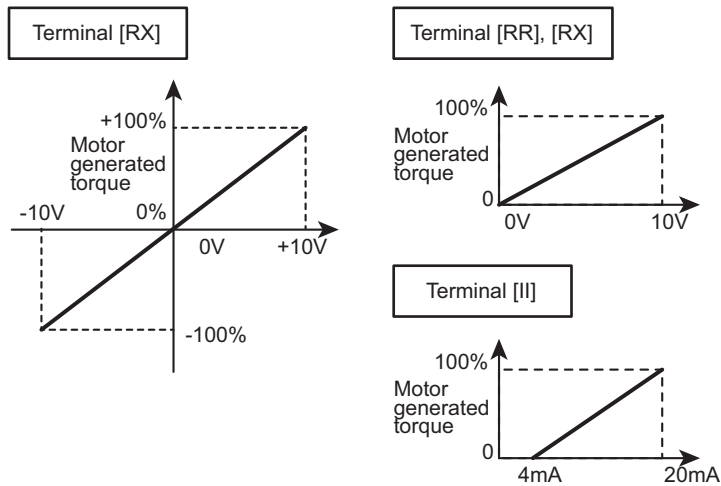 Terminal [RX]
+100%
Motor
generated
torque
-10V
0%
0V
+10V
-100%
Terminal [RR], [RX]
100%
Motor
generated
torque
0
0V
10V
Terminal [II]
100%
Motor
generated
torque
0
4mA
20mA